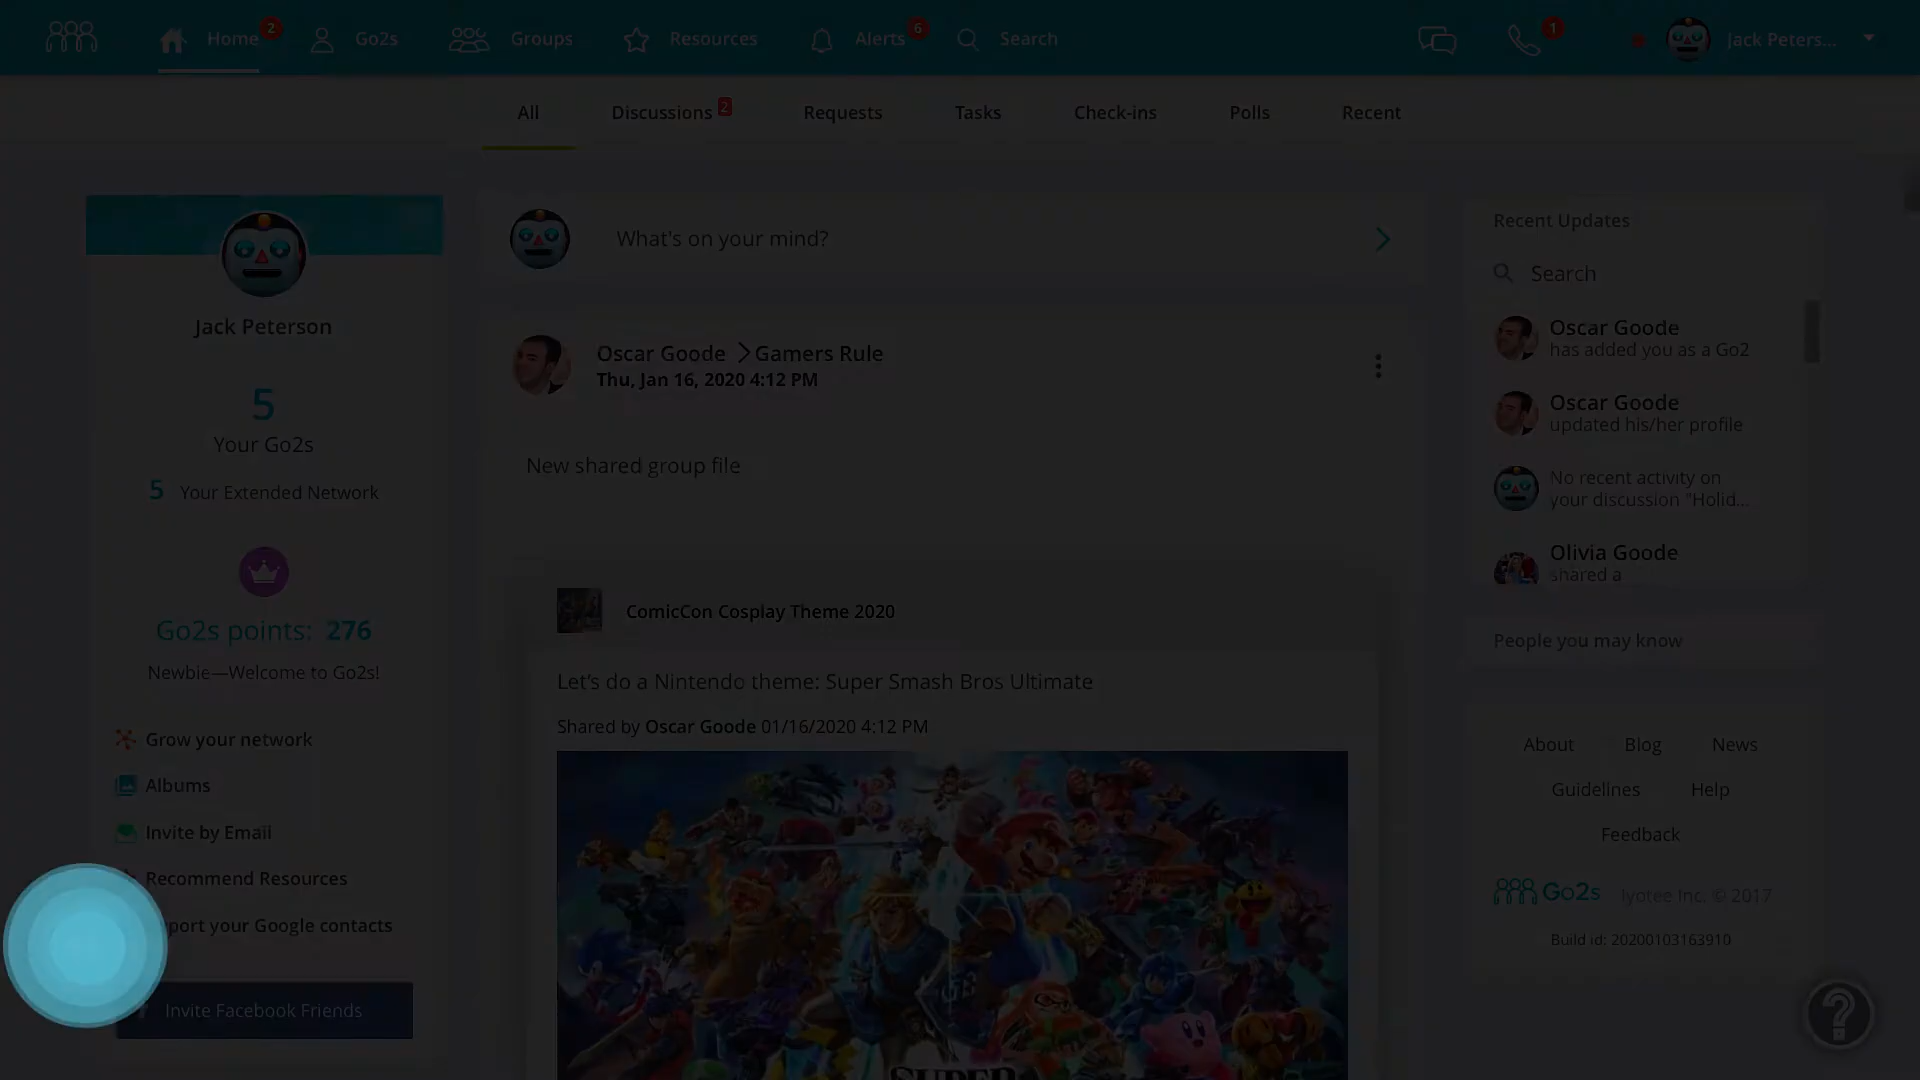 Home 2
Go2s
Groups
Resources
Alerts 6
Search
1
Jack Peters...
All
Discussions 2
Requests
Tasks
Check-ins
Polls
Recent
Jack Peterson
5
Your Go2s
5 Your Extended Network
Go2s points: 276
Newbie—Welcome to Go2s!
Grow your network
Albums
Invite by Email
Recommend Resources
port your Google contacts
Invite Facebook Friends
What's on your mind?
Oscar Goode > Gamers Rule
Thu, Jan 16, 2020 4:12 PM
New shared group file
ComicCon Cosplay Theme 2020
Let's do a Nintendo theme: Super Smash Bros Ultimate
Shared by Oscar Goode 01/16/2020 4:12 PM
SUPER
Recent Updates
Search
Oscar Goode
has added you as a Go2
Oscar Goode
updated his/her profile
No recent activity on
your discussion "Holid...
Olivia Goode
shared a
People you may know
About Blog News
Guidelines Help
Feedback
Go2s Iyotee Inc. © 2017
Build id: 20200103163910
?